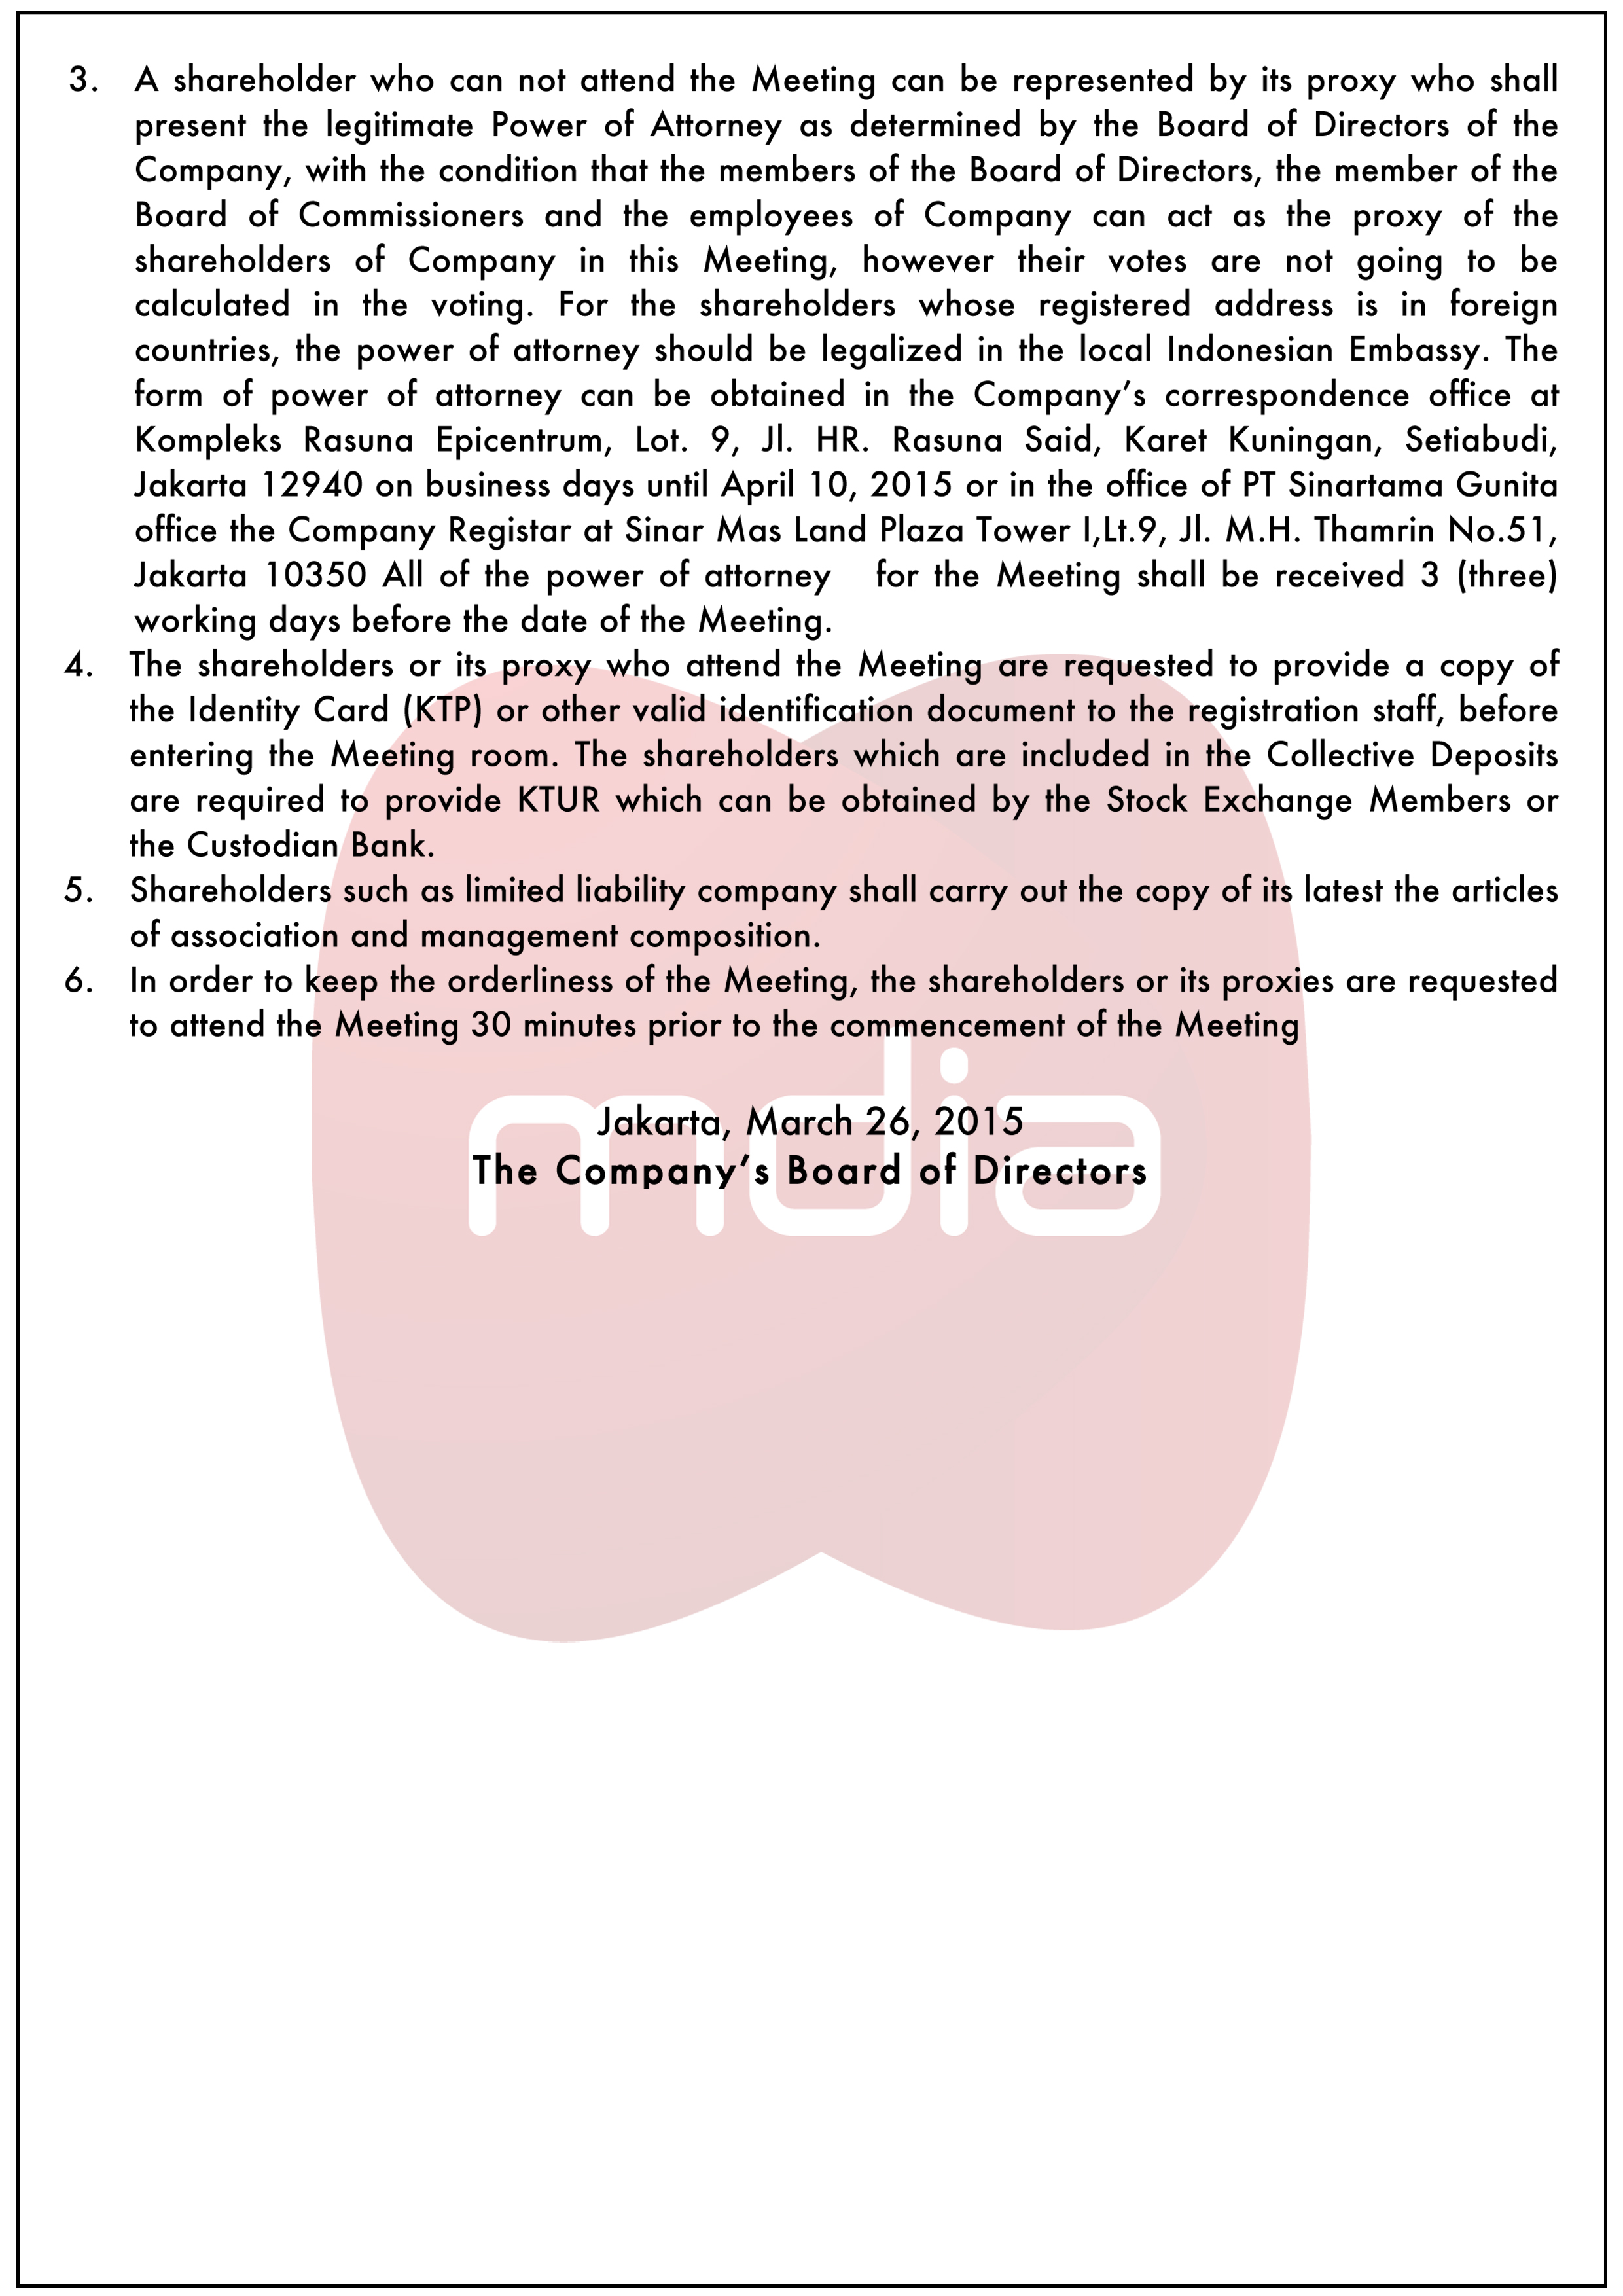 3. A shareholder who can not attend the Meeting can be represented by its proxy who shall
present the legitimate Power of Attorney as determined by the Board of Directors of the
Company, with the condition that the members of the Board of Directors, the member of the
Board of Commissioners and the employees of Company can act as the proxy of the
shareholders of Company in this Meeting, however their votes are not going to be
calculated in the voting. For the shareholders whose registered address is in foreign
countries, the power of attorney should be legalized in the local Indonesian Embassy. The
form of power of attorney can be obtained in the Company’s correspondence office at
Kompleks Rasuna Epicentrum, Lot. 9, Jl. HR. Rasuna Said, Karet Kuningan, Setiabudi,
Jakarta 12940 on business days until April 10, 2015 or in the office of PT Sinartama Gunita
office the Company Registar at Sinar Mas Land Plaza Tower I,Lt.9, Jl. M.H. Thamrin No.51,
Jakarta 10350 All of the power of attorney for the Meeting shall be received 3 (three)
working days before the date of the Meeting.
4. The shareholders or its proxy who attend the Meeting are requested to provide a copy of
the Identity Card (KTP) or other valid identification document to the registration staff, before
entering the Meeting room. The shareholders which are included in the Collective Deposits
are required to provide KTUR which can be obtained by the Stock Exchange Members or
the Custodian Bank.
5. Shareholders such as limited liability company shall carry out the copy of its latest the articles
of association and management composition.
6. In order to keep the orderliness of the Meeting, the shareholders or its proxies are requested
to attend the Meeting 30 minutes prior to the commencement of the Meeting
Jakarta, March 26, 2015
The Company’s Board of Directors
mdia